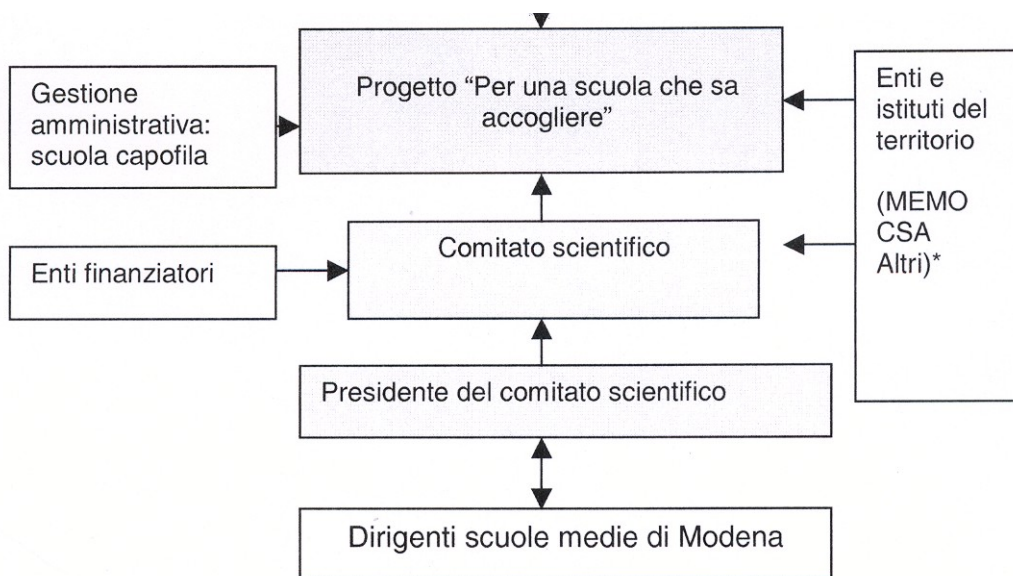 Progetto “Per una scuola che sa
accogliere”
Gestione
amministrativa:
scuola capofila
Enti e
istituti del
territorio
(MEMO
CSA
Altri)*
Comitato scientifico
Enti finanziatori
Presidente del comitato scientifico
Dirigenti scuole medie di Modena